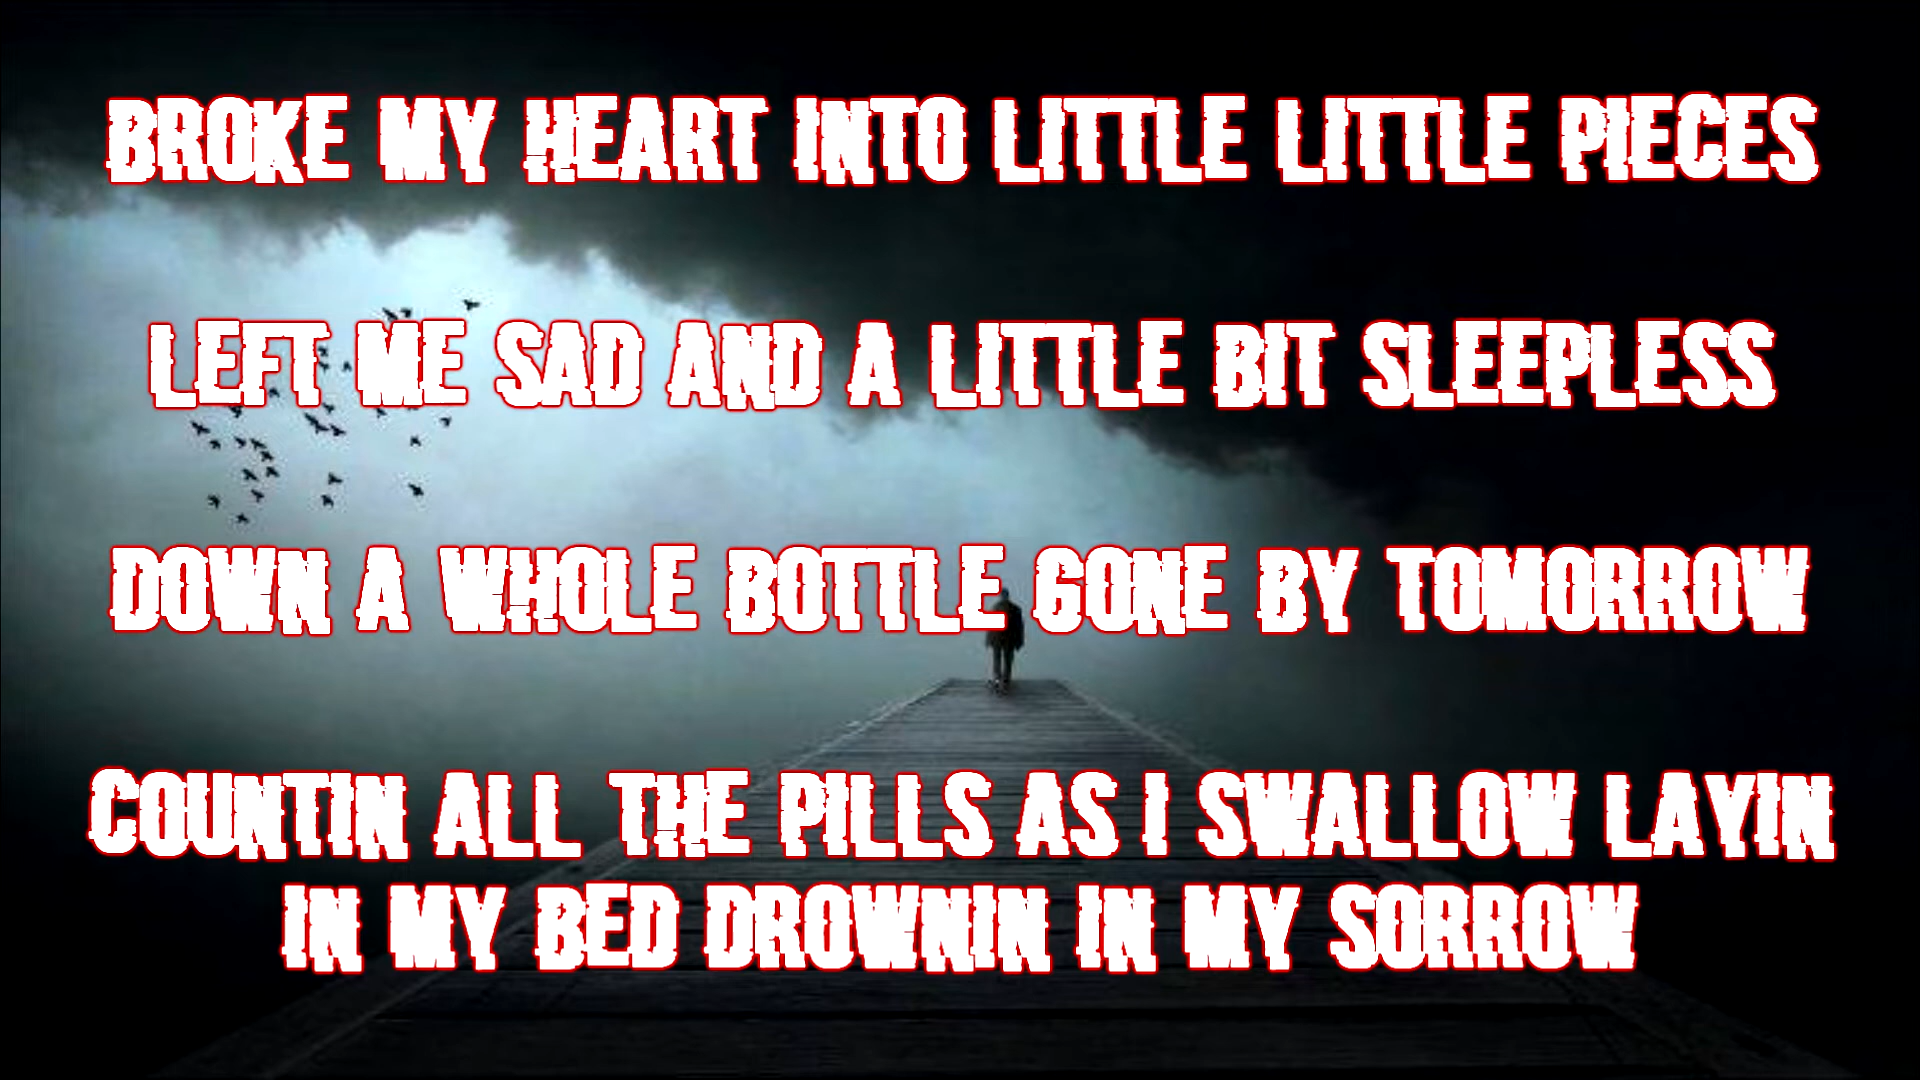 BROKE MY HEART INTO LITTLE LITTLE PIECES
LEFT ME SAD AND A LITTLE BIT SLEEPLESS
DOWN A WHOLE BOTTLE GONE BY TOMORROW
COUNTIN ALL THE PILLS AS I SWALLOW LAYIN
IN MY BED DROWNIN IN MY SORROW